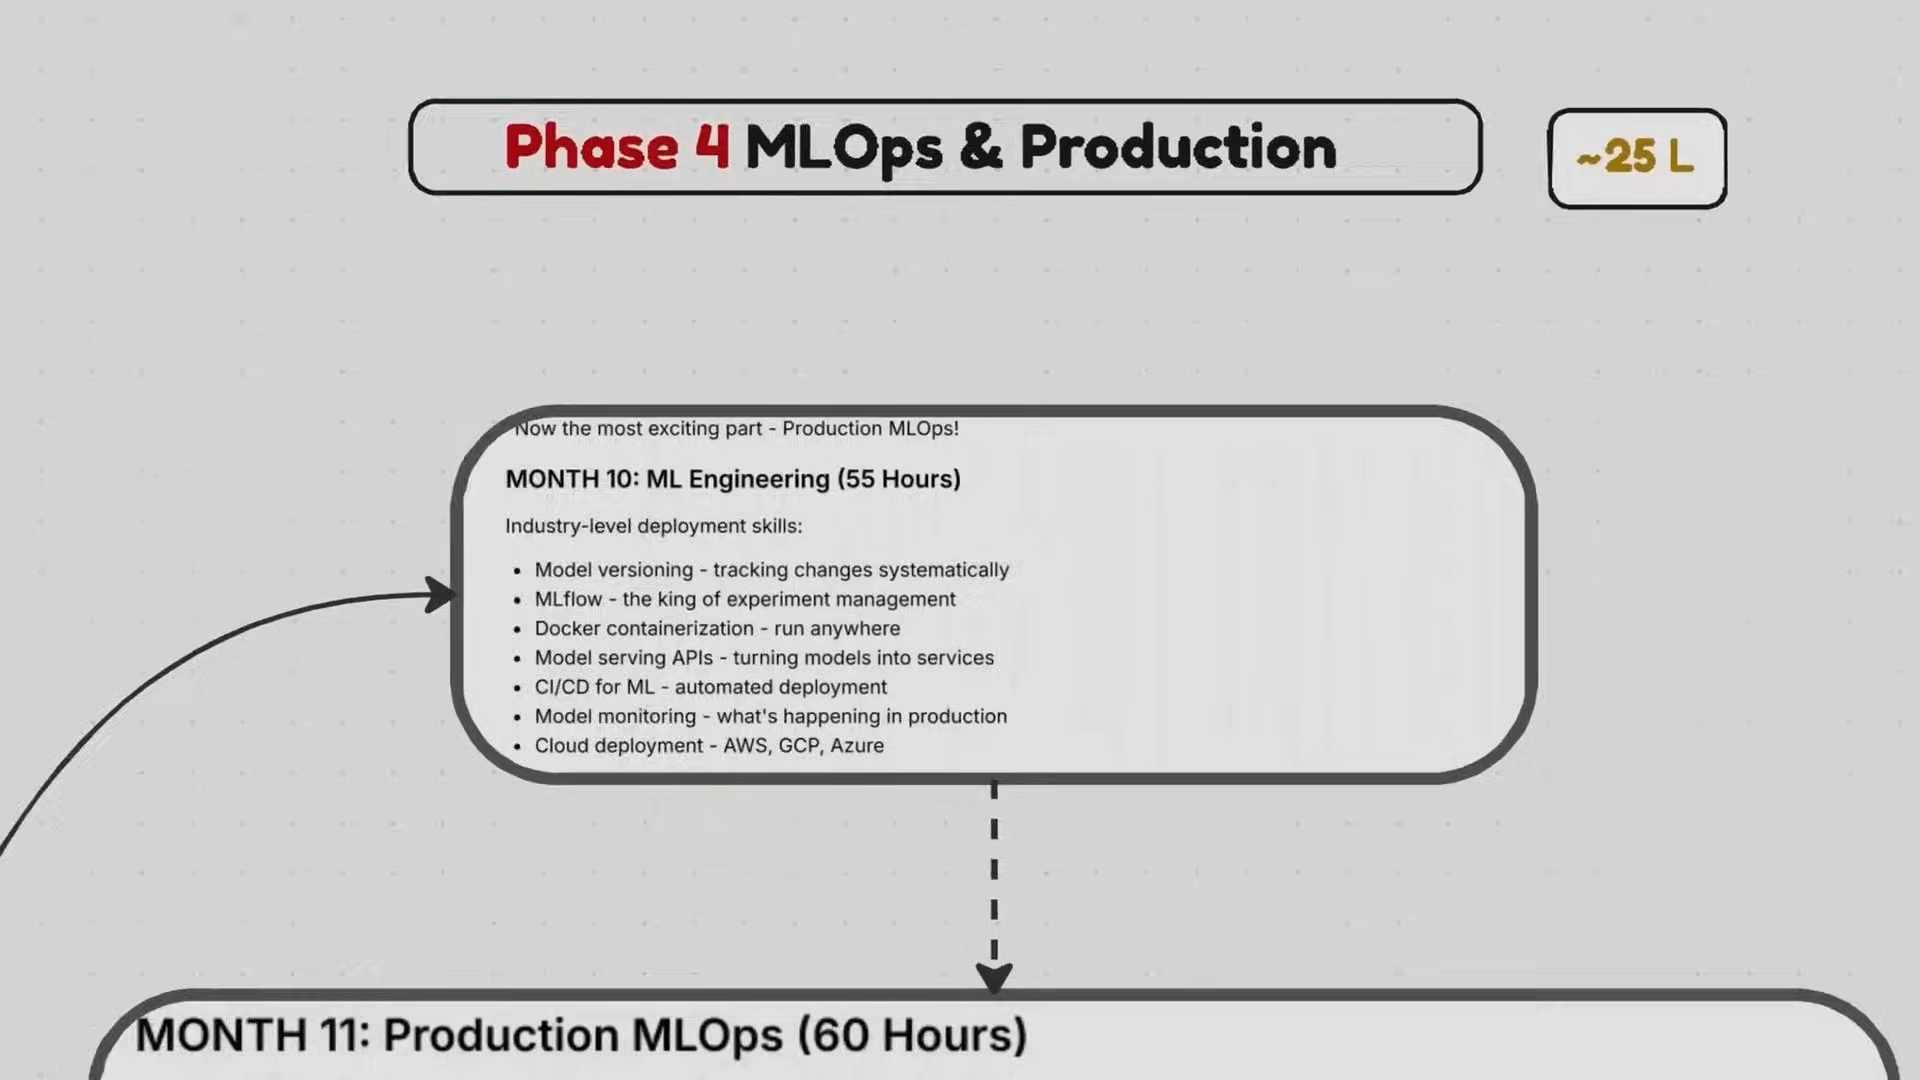 Phase 4 MLOps & Production
~25 L
Now the most exciting part - Production MLOps!
MONTH 10: ML Engineering (55 Hours)
Industry-level deployment skills:
• Model versioning - tracking changes systematically
• MLflow - the king of experiment management
• Docker containerization - run anywhere
• Model serving APIs - turning models into services
• CI/CD for ML - automated deployment
• Model monitoring - what's happening in production
• Cloud deployment - AWS, GCP, Azure
MONTH 11: Production MLOps (60 Hours)